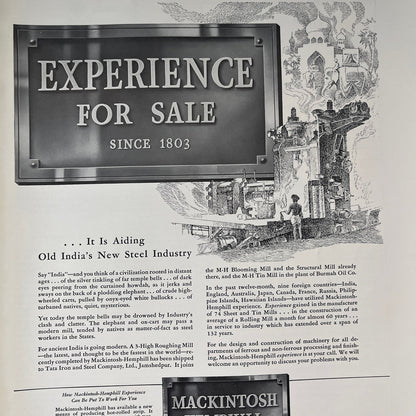 EXPERIENCE
FOR SALE
SINCE 1803
. . . It Is Aiding
Old India's New Steel Industry
Say "India"—and you think of a civilization rooted in distant
ages . . . of the silver tinkling of far temple bells . . . of dark
eyes peering from the curtained howdah, as it jerks and
sways on the back of a plodding elephant . . . of crude high-
wheeled carts, pulled by onyx-eyed white bullocks . . . of
turbaned natives, quiet, mysterious.
Yet today the temple bells may be drowned by Industry's
clash and clatter. The elephant and ox-cart may pass a
modern mill, tended by natives as matter-of-fact as steel
workers in the States.
For ancient India is going modern. A 3-High Roughing Mill
—the latest, and thought to be the fastest in the world—re-
cently completed by Mackintosh-Hemphill has been shipped
to Tata Iron and Steel Company, Ltd., Jamshedpur. It joins
the M-H Blooming Mill and the Structural Mill already
there, and the M-H Tin Mill in the plant of Burmah Oil Co.
In the past twelve-month, nine foreign countries—India,
England, Australia, Japan, Canada, France, Russia, Philip-
pine Islands, Hawaiian Islands—have utilized Mackintosh-
Hemphill experience. Experience gained in the manufacture
of 74 Sheet and Tin Mills . . . in the construction of an
average of a Rolling Mill a month for almost 60 years . . .
in service to industry which has extended over a span of
132 years.
For the design and construction of machinery for all de-
partments of ferrous and non-ferrous processing and finish-
ing, Mackintosh-Hemphill experience is at your call. We will
welcome an opportunity to discuss your problems with you.
How Mackintosh-Hemphill Experience
Can Be Put To Work For You
Mackintosh-Hemphill has available a new
means of producing hot-rolled strip. It
MACKINTOSH
HEMPHILL